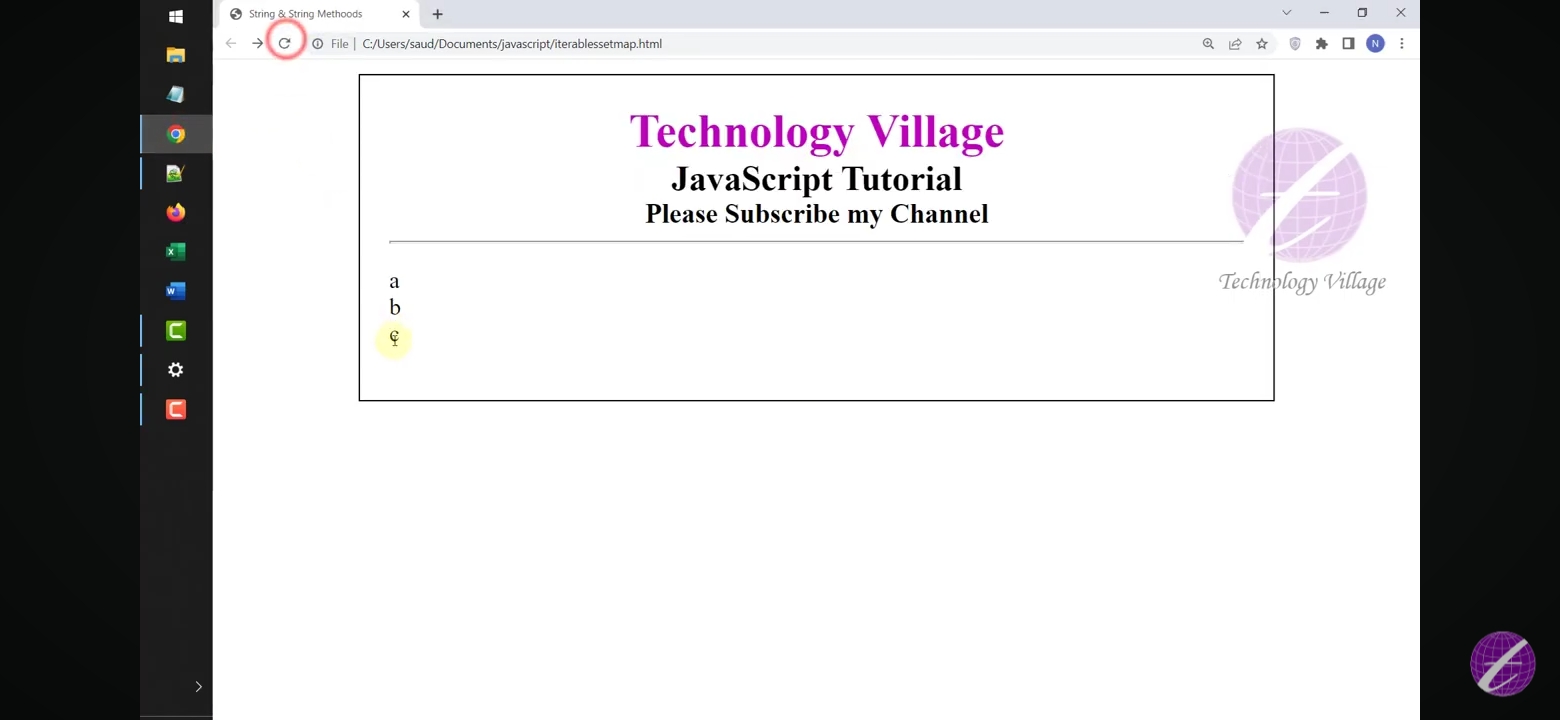 String & String Methoods
File
C:/Users/saud/Documents/javascript/iterablessetmap.html
N
Technology Village
JavaScript Tutorial
Please Subscribe my Channel
Technology Village
a
b
c